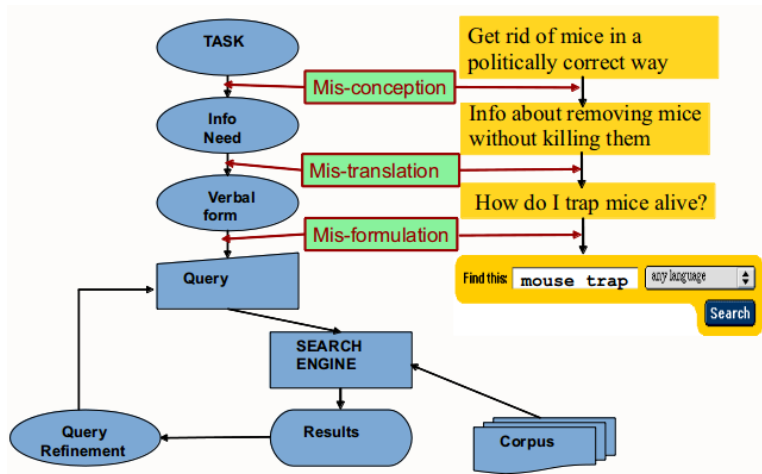 TASK
Get rid of mice in a
politically correct way
Mis-conception
Info
Need
Info about removing mice
without killing them
Mis-translation
Verbal
form
How do I trap mice alive?
Mis-formulation
Query
Find this: mouse trap any language
Search
SEARCH
ENGINE
Query
Refinement
Results
Corpus